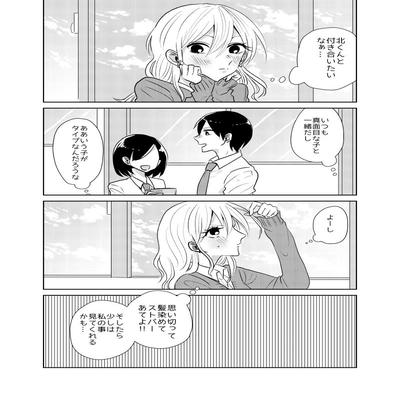 北くんと
付き合いたい
なぁ…
いつも
真面目な子と
一緒だし
ああいう子が
タイプなんだろうな
よーし
思い切って
髪染めて
ストパー
あてよ!!
そしたら
少しは
私の事
見てくれる
かも…